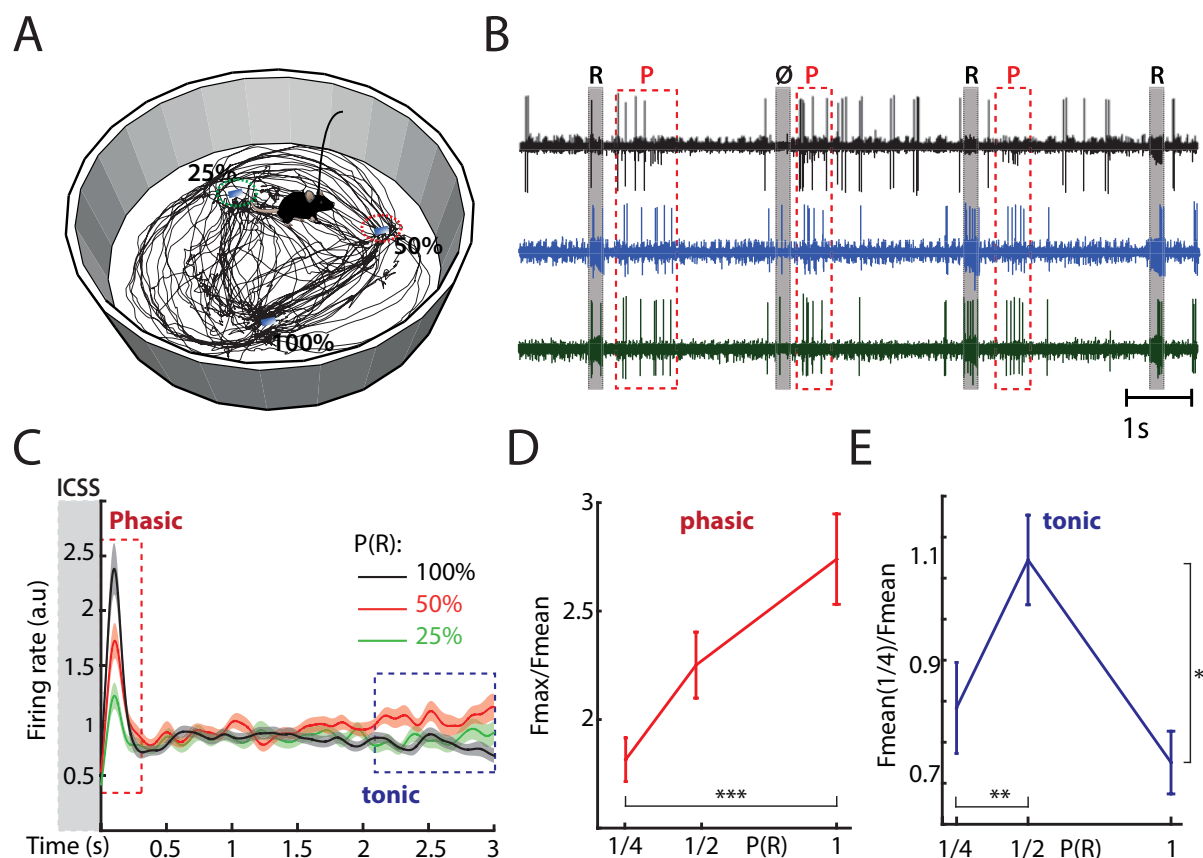 A
25%
50%
100%
B
R P Ø P R P R
1s
C
ICSS
Phasic
P(R):
100%
50%
25%
2.5
2
1.5
1
0.5
Firing rate (a.u)
tonic
Time (s) 0.5 1 1.5 2 2.5 3
D
phasic
3
2.5
2
Fmax/Fmean
***
1/4 1/2 P(R) 1
E
tonic
1.1
0.9
0.7
Fmean(1/4)/Fmean
*
**
1/4 1/2 P(R) 1